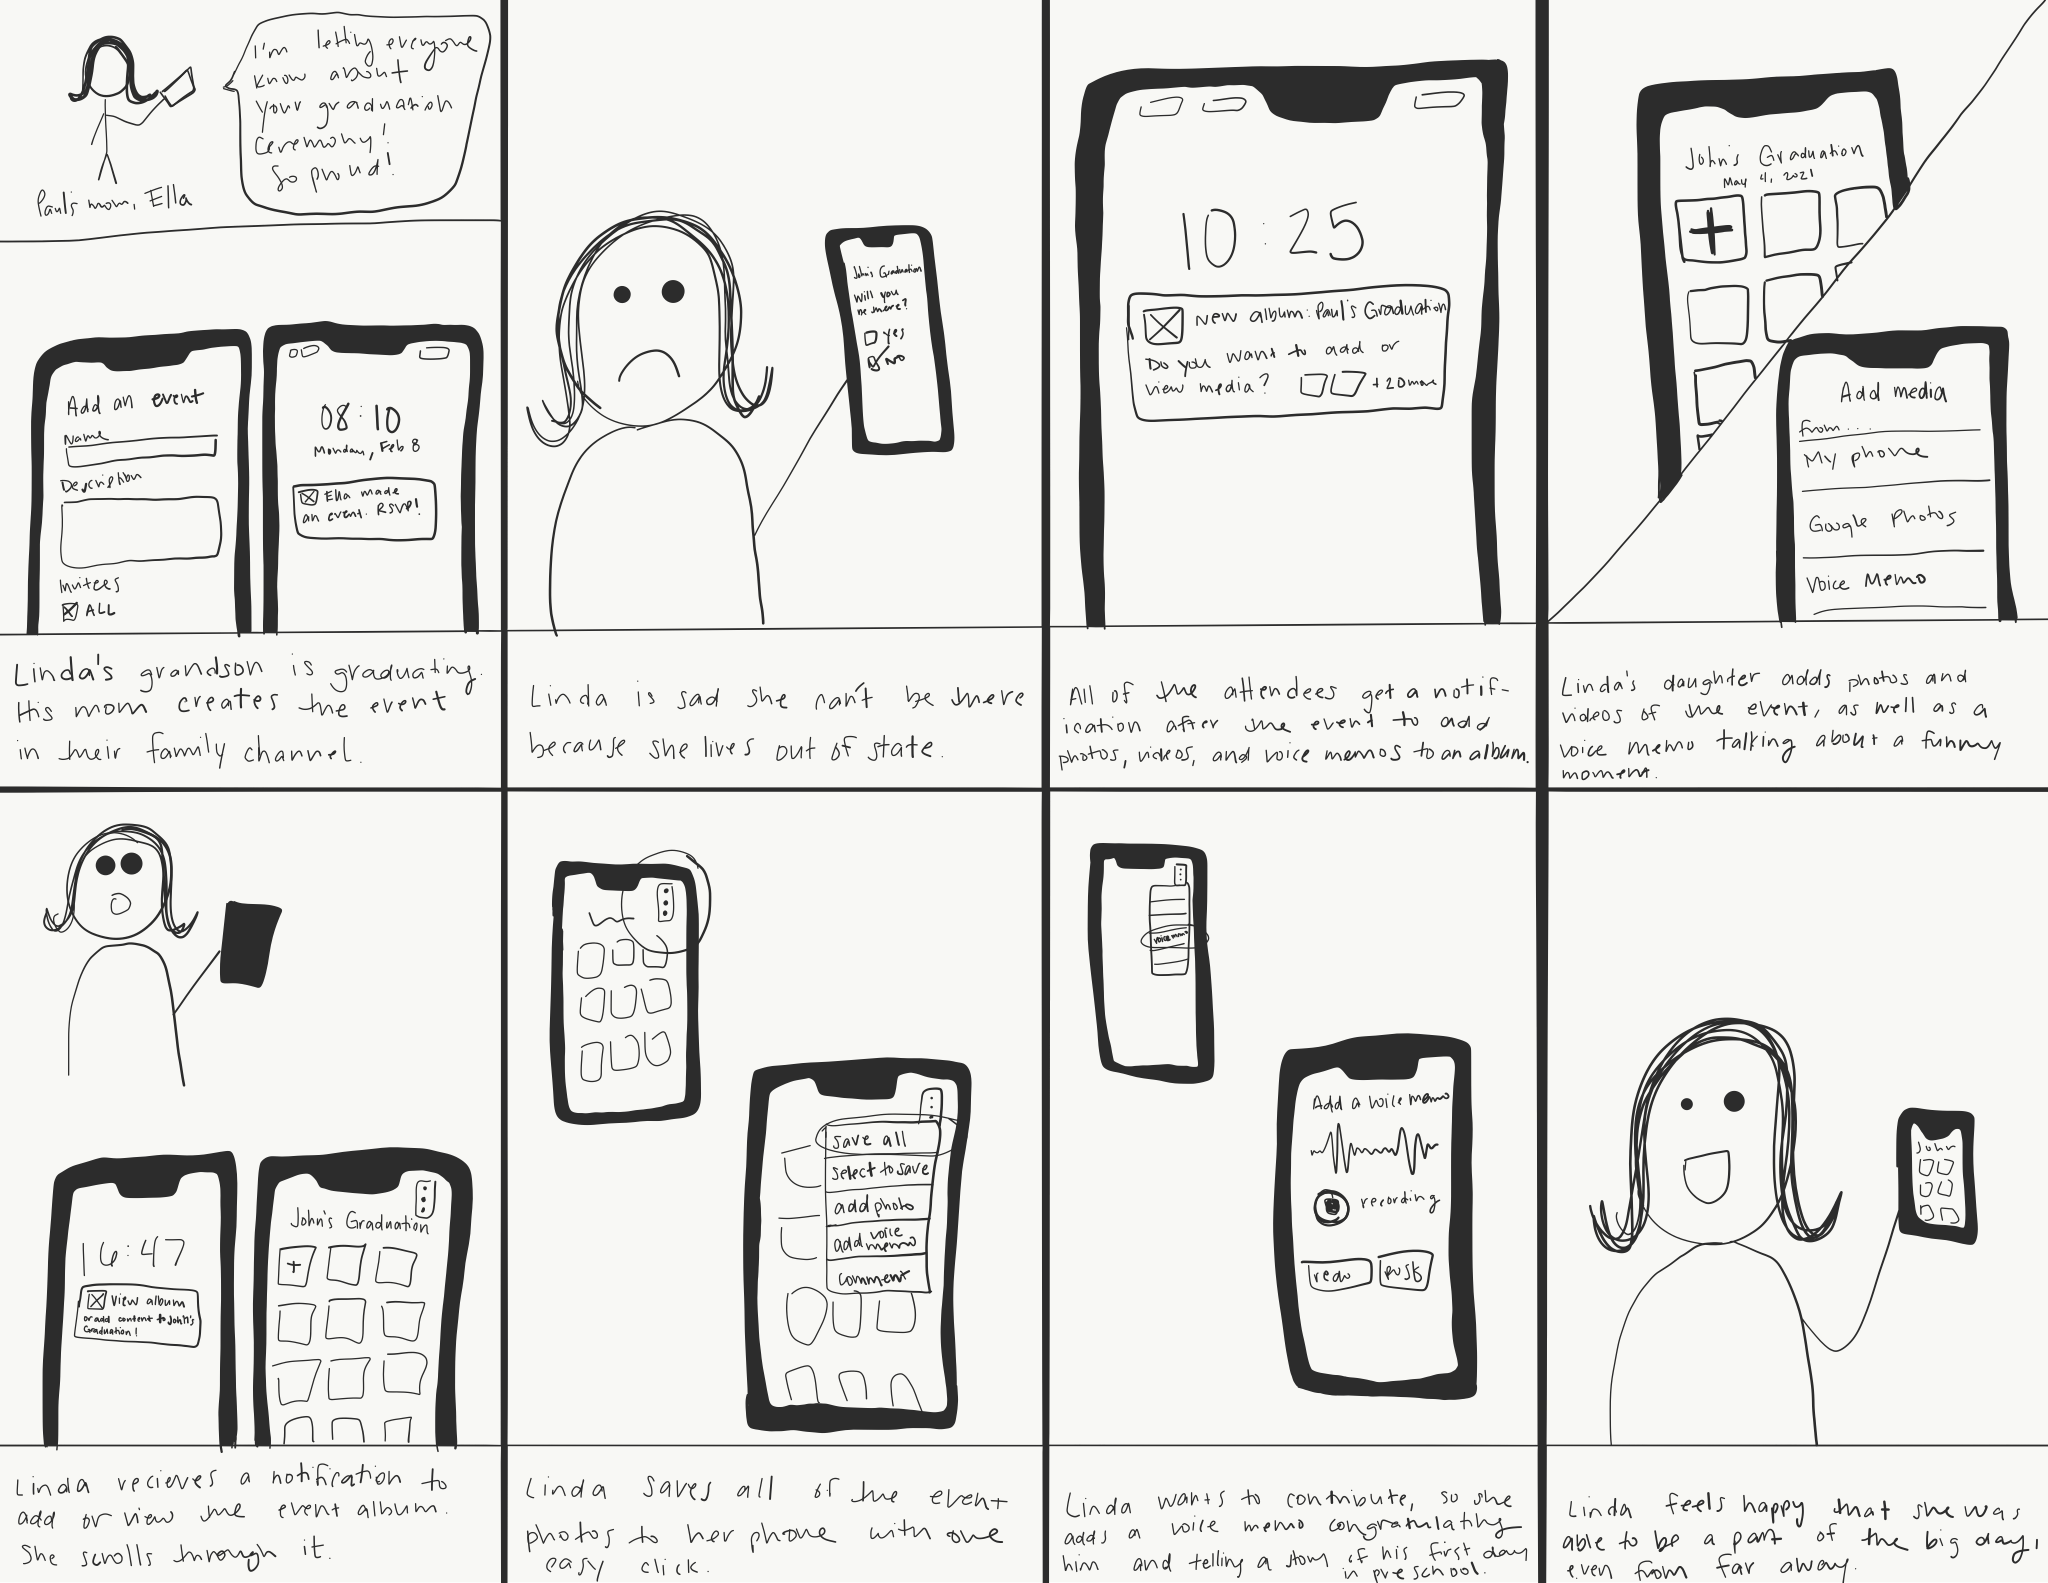 I'm letting everyone
know about
your graduation
ceremony!
So proud!
Paul's mom, Ella
Add an event
Name
Description
Invitees
ALL
08:10
Monday, Feb 8
Ella made
an event. RSVP!
Linda's grandson is graduating.
His mom creates the event
in their family channel.
John's Graduation
Will you
be there?
yes
NO
Linda is sad she can't be there
because she lives out of state.
10:25
New album: Paul's Graduation
Do you want to add or
view media? +20 more
All of the attendees get a notif-
ication after the event to add
photos, videos, and voice memos to an album.
John's Graduation
May 4, 2021
+
Add media
from...
My phone
Google Photos
Voice Memo
Linda's daughter adds photos and
videos of the event, as well as a
voice memo talking about a funny
moment.
16:47
View album
or add content to John's
Graduation!
John's Graduation
+
Linda recieves a notification to
add or view the event album.
She scrolls through it.
save all
select to save
add photo
add voice
memo
comment
Linda saves all of the event
photos to her phone with one
easy click.
voice memo
Add a voice memo
recording
redo
post
Linda wants to contribute, so she
adds a voice memo congratulating
him and telling a story of his first day
in preschool.
John
Linda feels happy that she was
able to be a part of the big day,
even from far away.